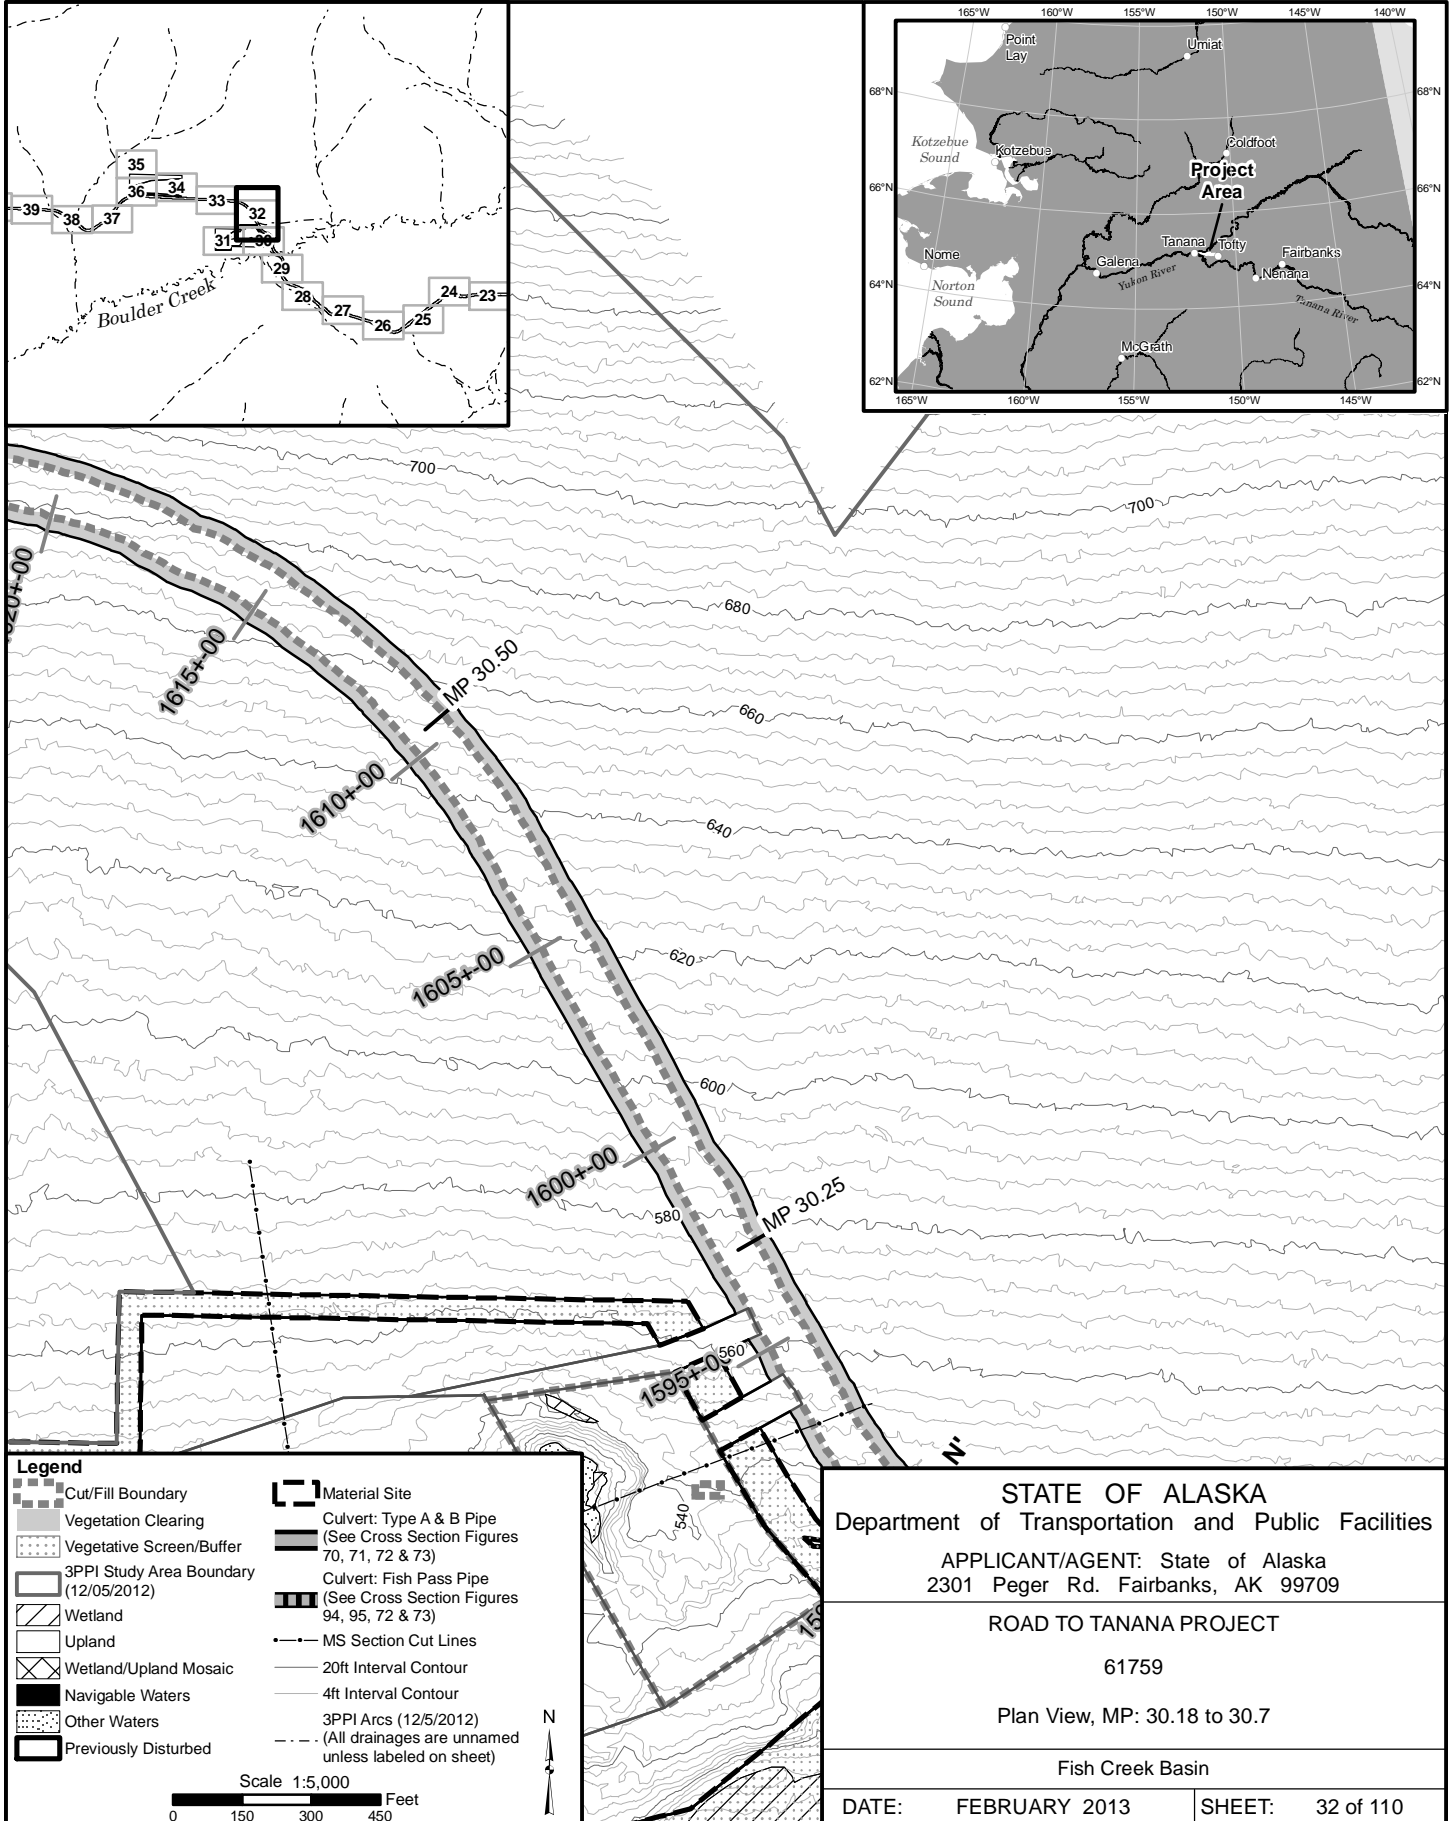 35
34
36
33
32
39
38
37
31
30
29
28
27
26
25
24
23
Boulder Creek
165°W
160°W
155°W
150°W
145°W
140°W
68°N
68°N
66°N
66°N
64°N
64°N
62°N
62°N
165°W
160°W
155°W
150°W
145°W
Point
Lay
Umiat
Kotzebue
Sound
Kotzebue
Coldfoot
Project
Area
Nome
Norton
Sound
Galena
Tanana
Tofty
Fairbanks
Nenana
Yukon River
Tanana River
McGrath
700
700
680
660
640
620
600
580
560
540
MP 30.50
MP 30.25
1615+-00
1610+-00
1605+-00
1600+-00
N'
Legend
Cut/Fill Boundary
Vegetation Clearing
Vegetative Screen/Buffer
3PPI Study Area Boundary
(12/05/2012)
Wetland
Upland
Wetland/Upland Mosaic
Navigable Waters
Other Waters
Previously Disturbed
Material Site
Culvert: Type A & B Pipe
(See Cross Section Figures
70, 71, 72 & 73)
Culvert: Fish Pass Pipe
(See Cross Section Figures
94, 95, 72 & 73)
MS Section Cut Lines
20ft Interval Contour
4ft Interval Contour
3PPI Arcs (12/5/2012)
(All drainages are unnamed
unless labeled on sheet)
N
Scale 1:5,000
Feet
0 150 300 450
STATE OF ALASKA
Department of Transportation and Public Facilities
APPLICANT/AGENT: State of Alaska
2301 Peger Rd. Fairbanks, AK 99709
ROAD TO TANANA PROJECT
61759
Plan View, MP: 30.18 to 30.7
Fish Creek Basin
DATE: FEBRUARY 2013
SHEET: 32 of 110